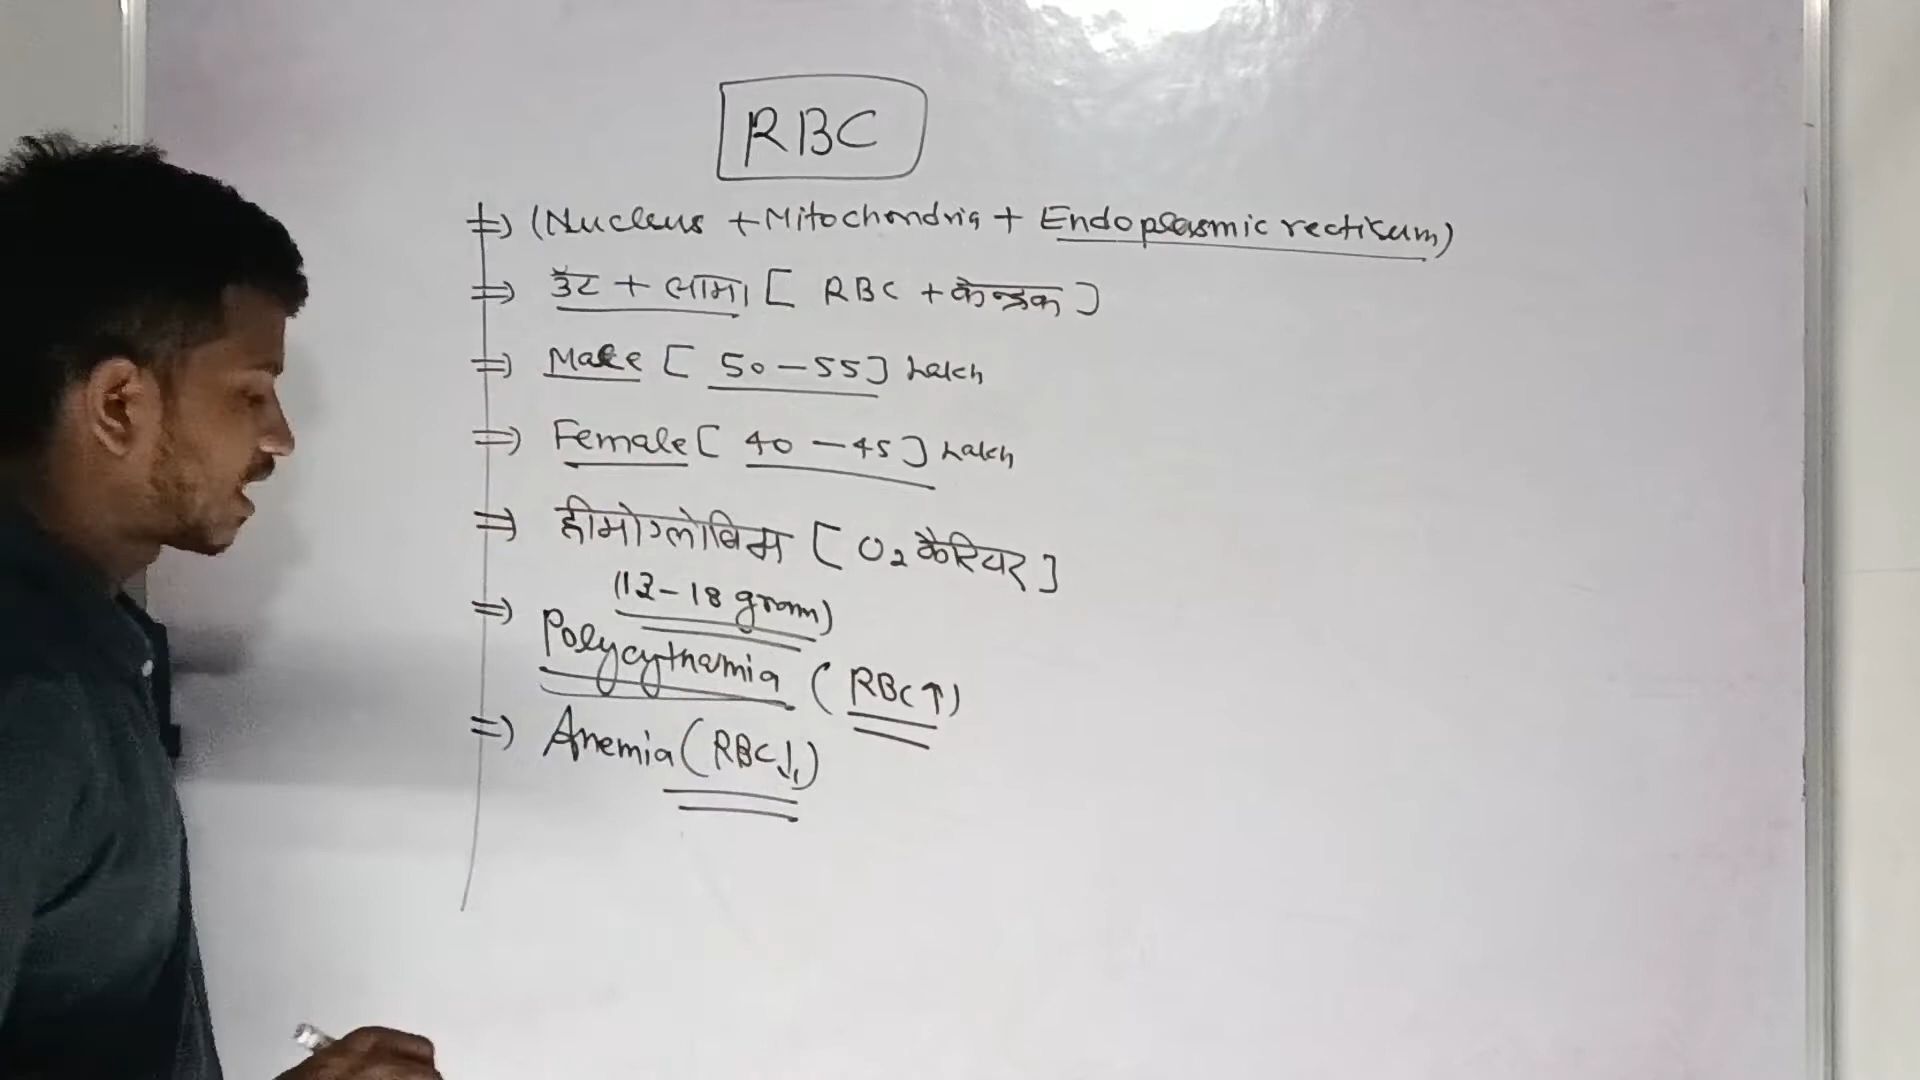 RBC
⇒ (Nucleus + Mitochondria + Endoplasmic rectikum)
⇒ ऊँट + लामा [ RBC + केन्द्रक ]
⇒ Male [ 50 - 55 ] Lakh
⇒ Female [ 40 - 45 ] Lakh
⇒ हीमोग्लोबिम [ O₂ कैरियर ]
(12 - 18 gram)
⇒ Polycythemia ( RBC ↑ )
⇒ Anemia ( RBC ↓ )